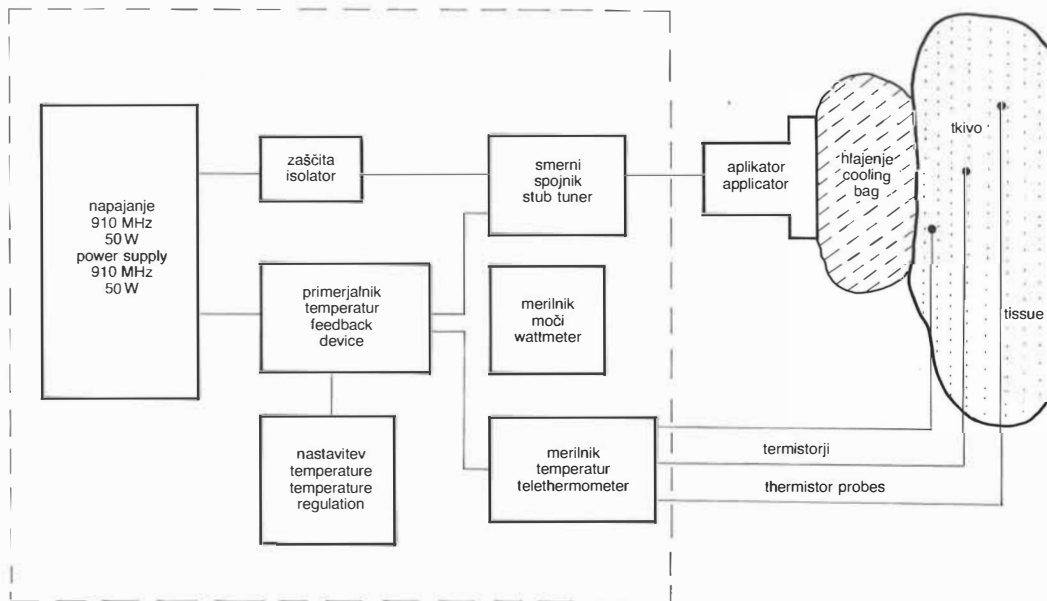 napajanje
910 MHz
50 W
power supply
910 MHz
50 W
zaščita
isolator
smerni
spojnik
stub tuner
aplikator
applicator
hlajenje
cooling
bag
tkivo
tissue
primerjalnik
temperatur
feedback
device
merilnik
moči
wattmeter
nastavitev
temperature
temperature
regulation
merilnik
temperatur
telethermometer
termistorji
thermistor probes